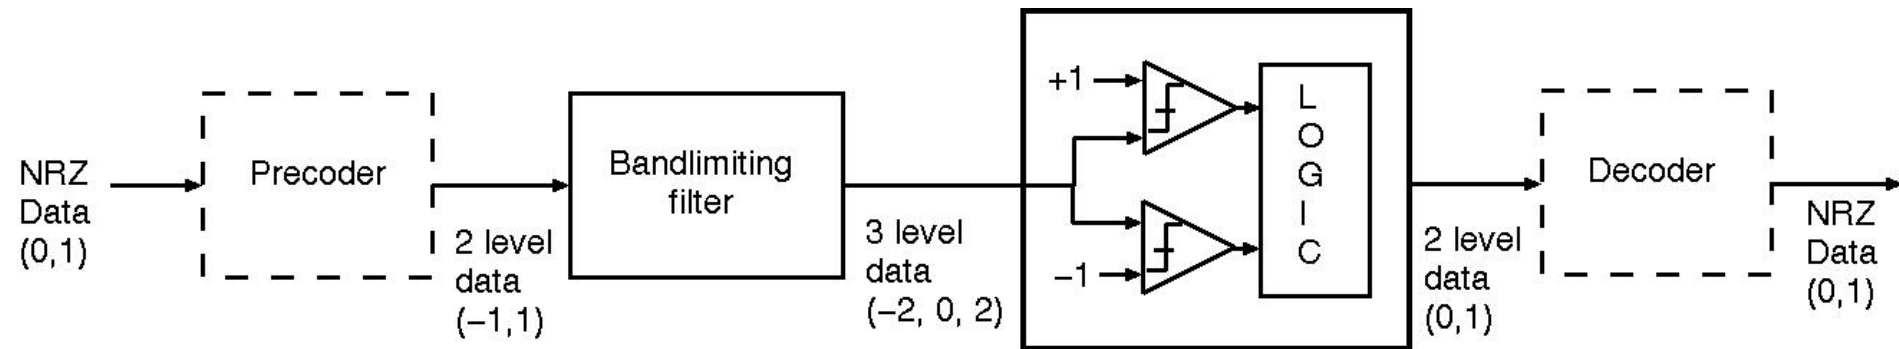 NRZ
Data
(0,1)
Precoder
2 level
data
(−1,1)
Bandlimiting
filter
3 level
data
(−2, 0, 2)
+1
−1
L
O
G
I
C
2 level
data
(0,1)
Decoder
NRZ
Data
(0,1)